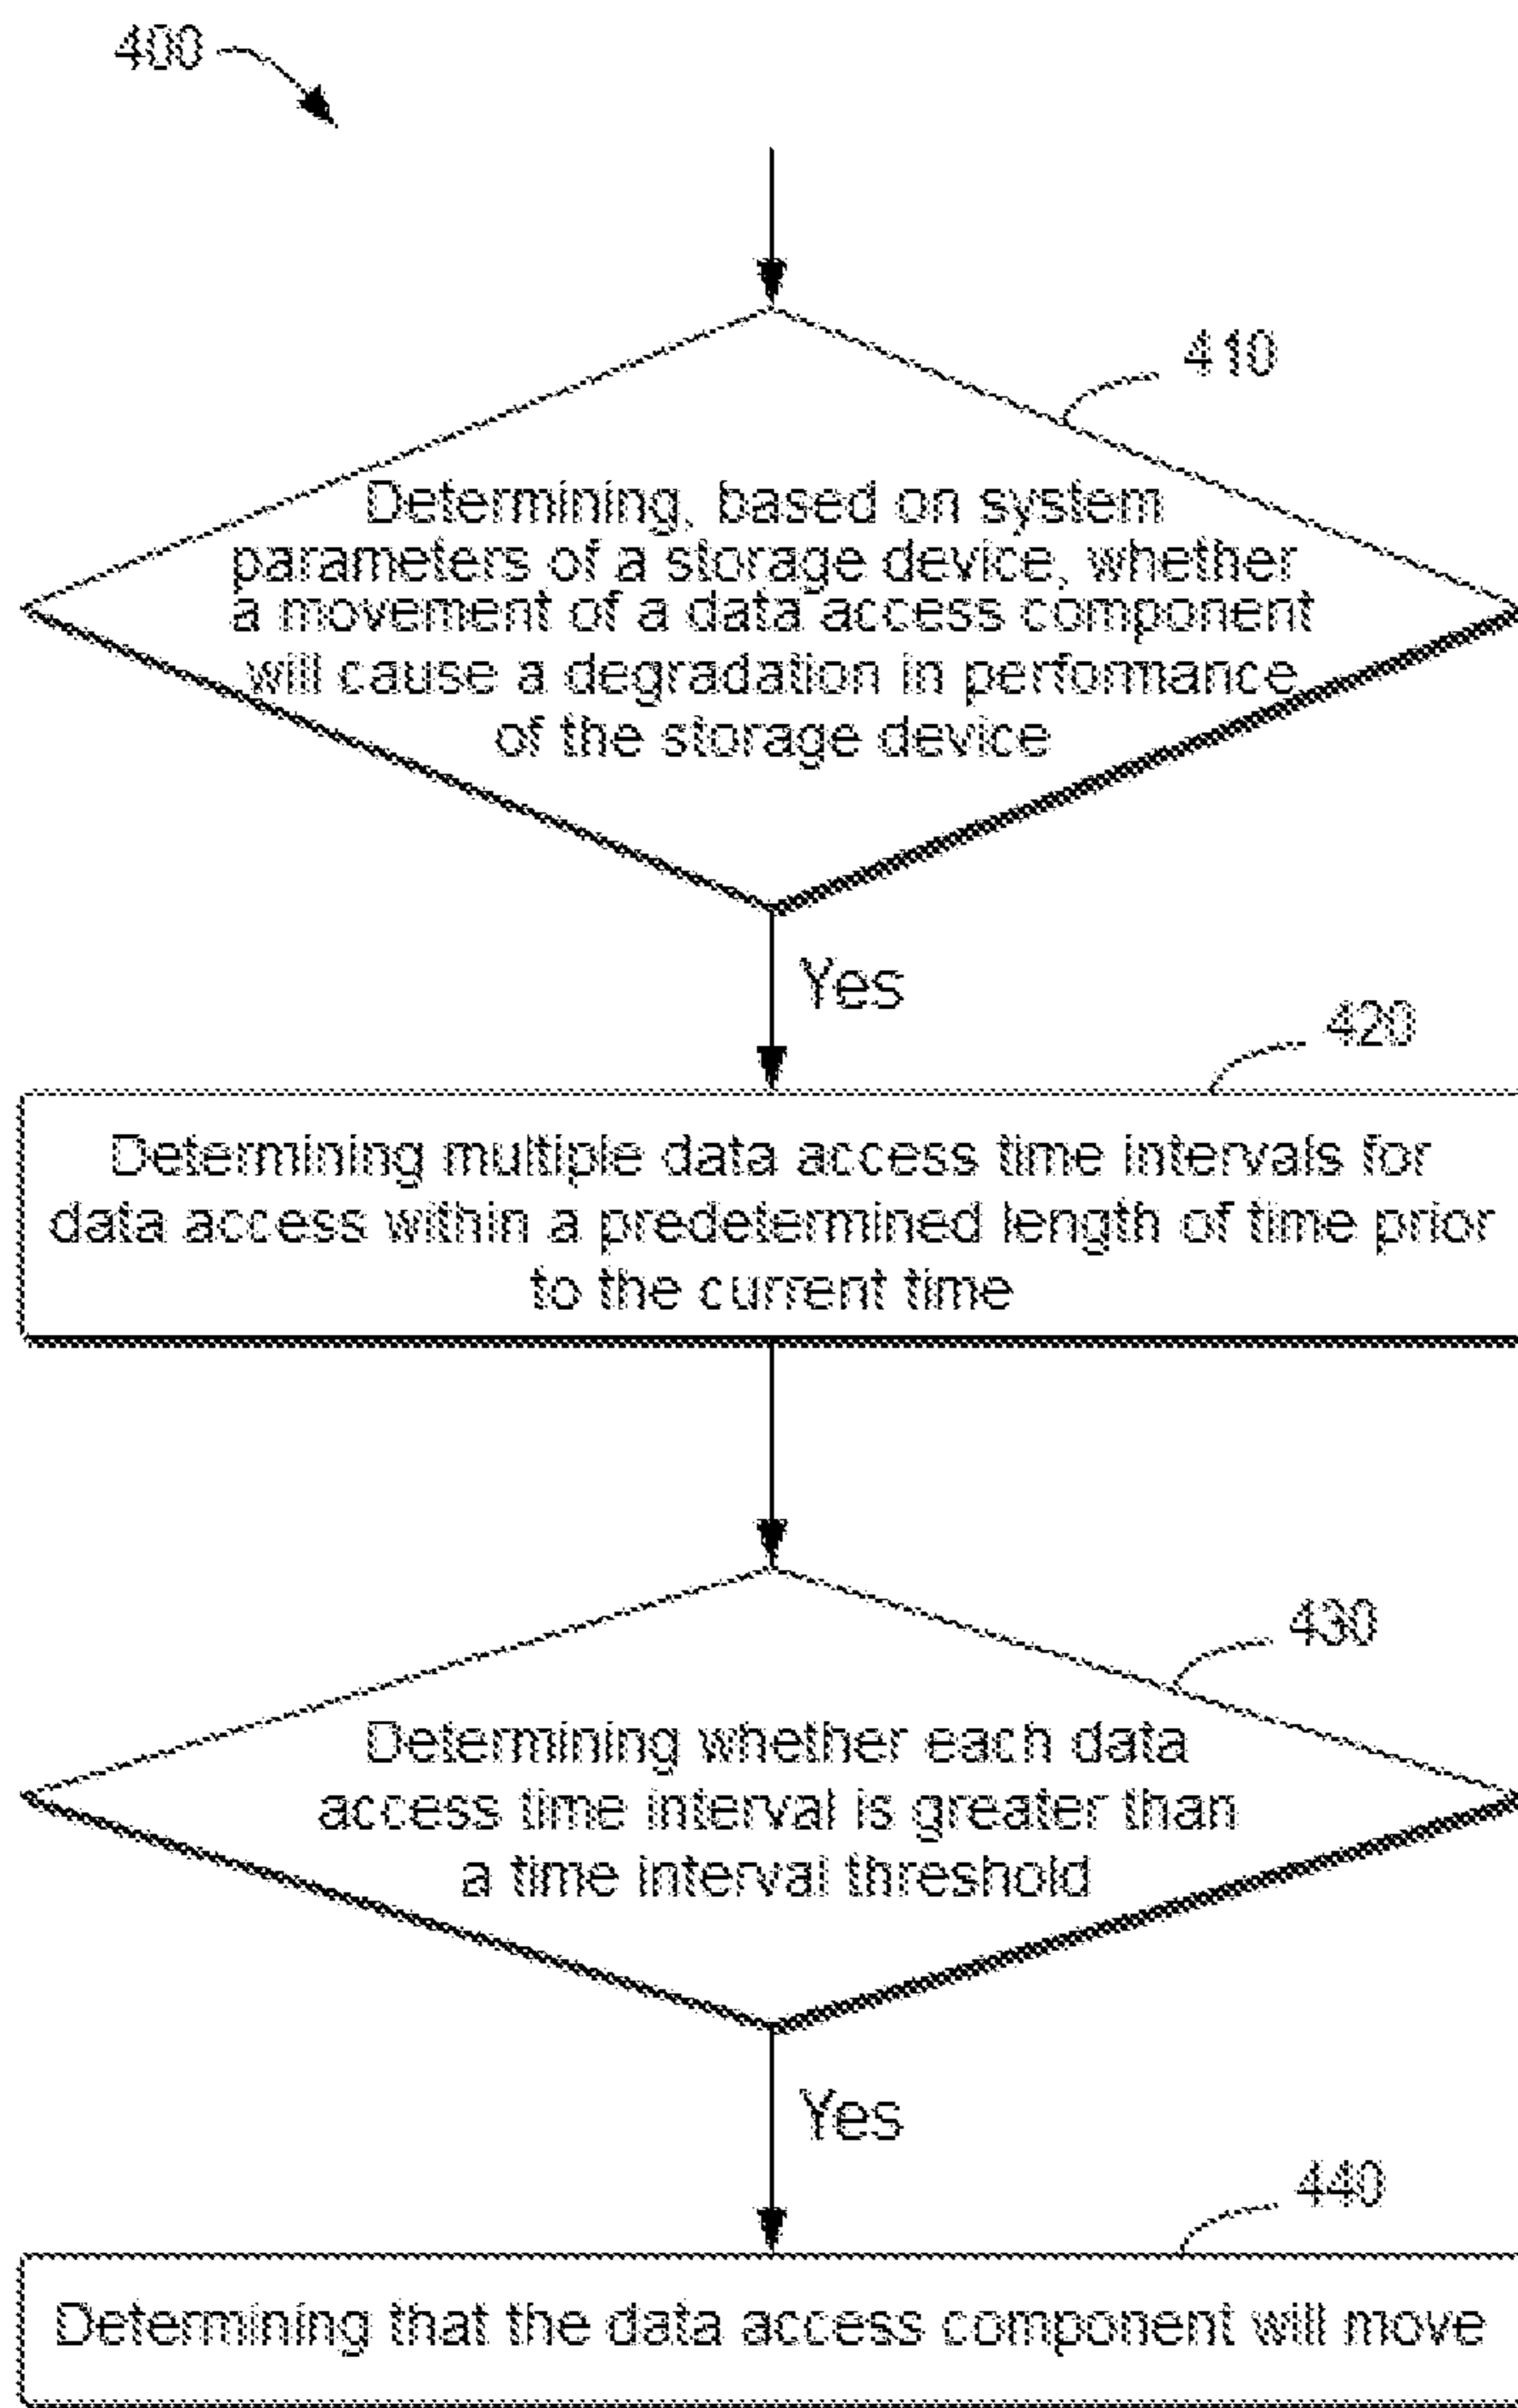 400
410
Determining, based on system
parameters of a storage device, whether
a movement of a data access component
will cause a degradation in performance
of the storage device
Yes
420
Determining multiple data access time intervals for
data access within a predetermined length of time prior
to the current time
430
Determining whether each data
access time interval is greater than
a time interval threshold
Yes
440
Determining that the data access component will move